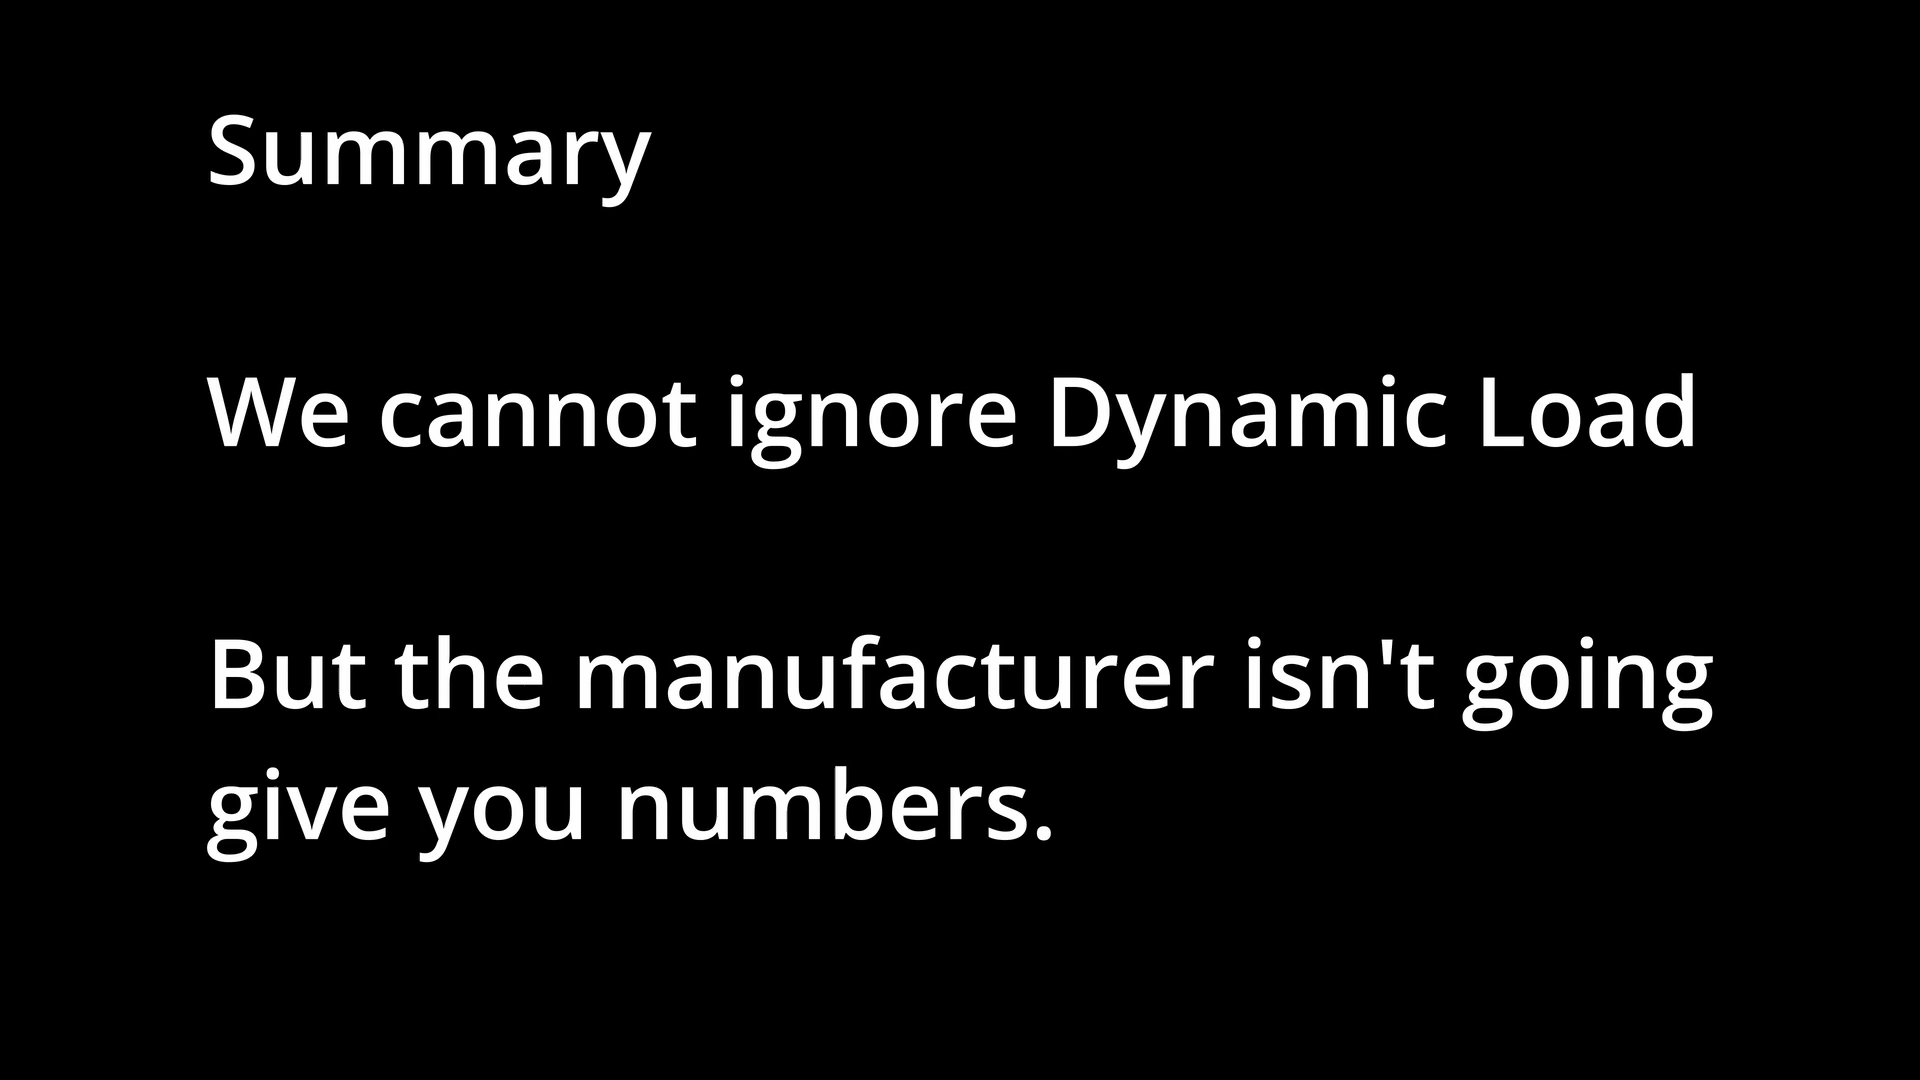 Summary
We cannot ignore Dynamic Load
But the manufacturer isn't going
give you numbers.